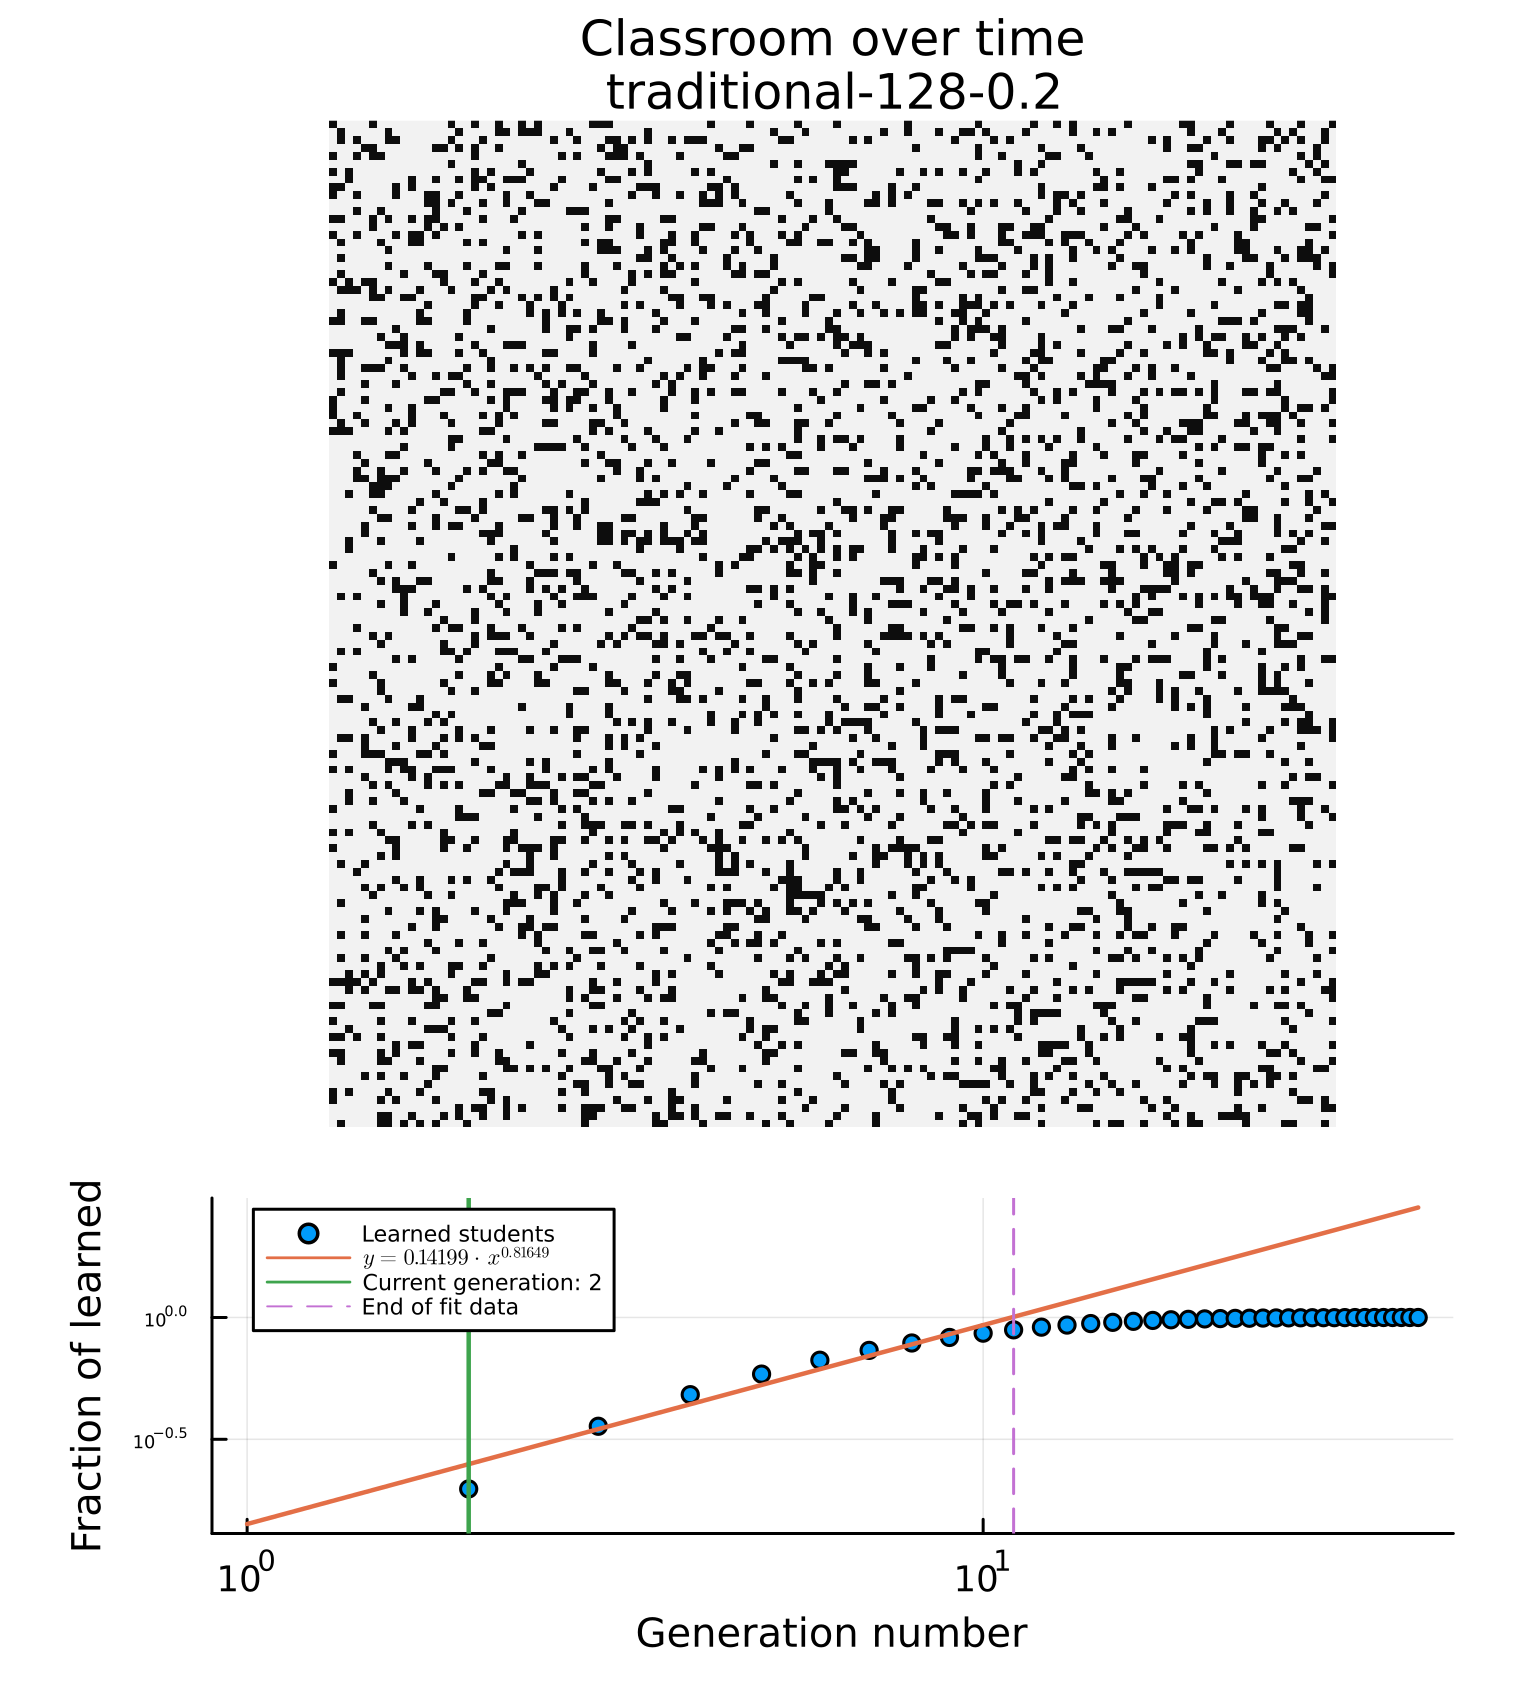 Classroom over time
traditional-128-0.2
Fraction of learned
Learned students
y = 0.14199 · x^0.81649
Current generation: 2
End of fit data
10^0.0
10^−0.5
10^0
10^1
Generation number